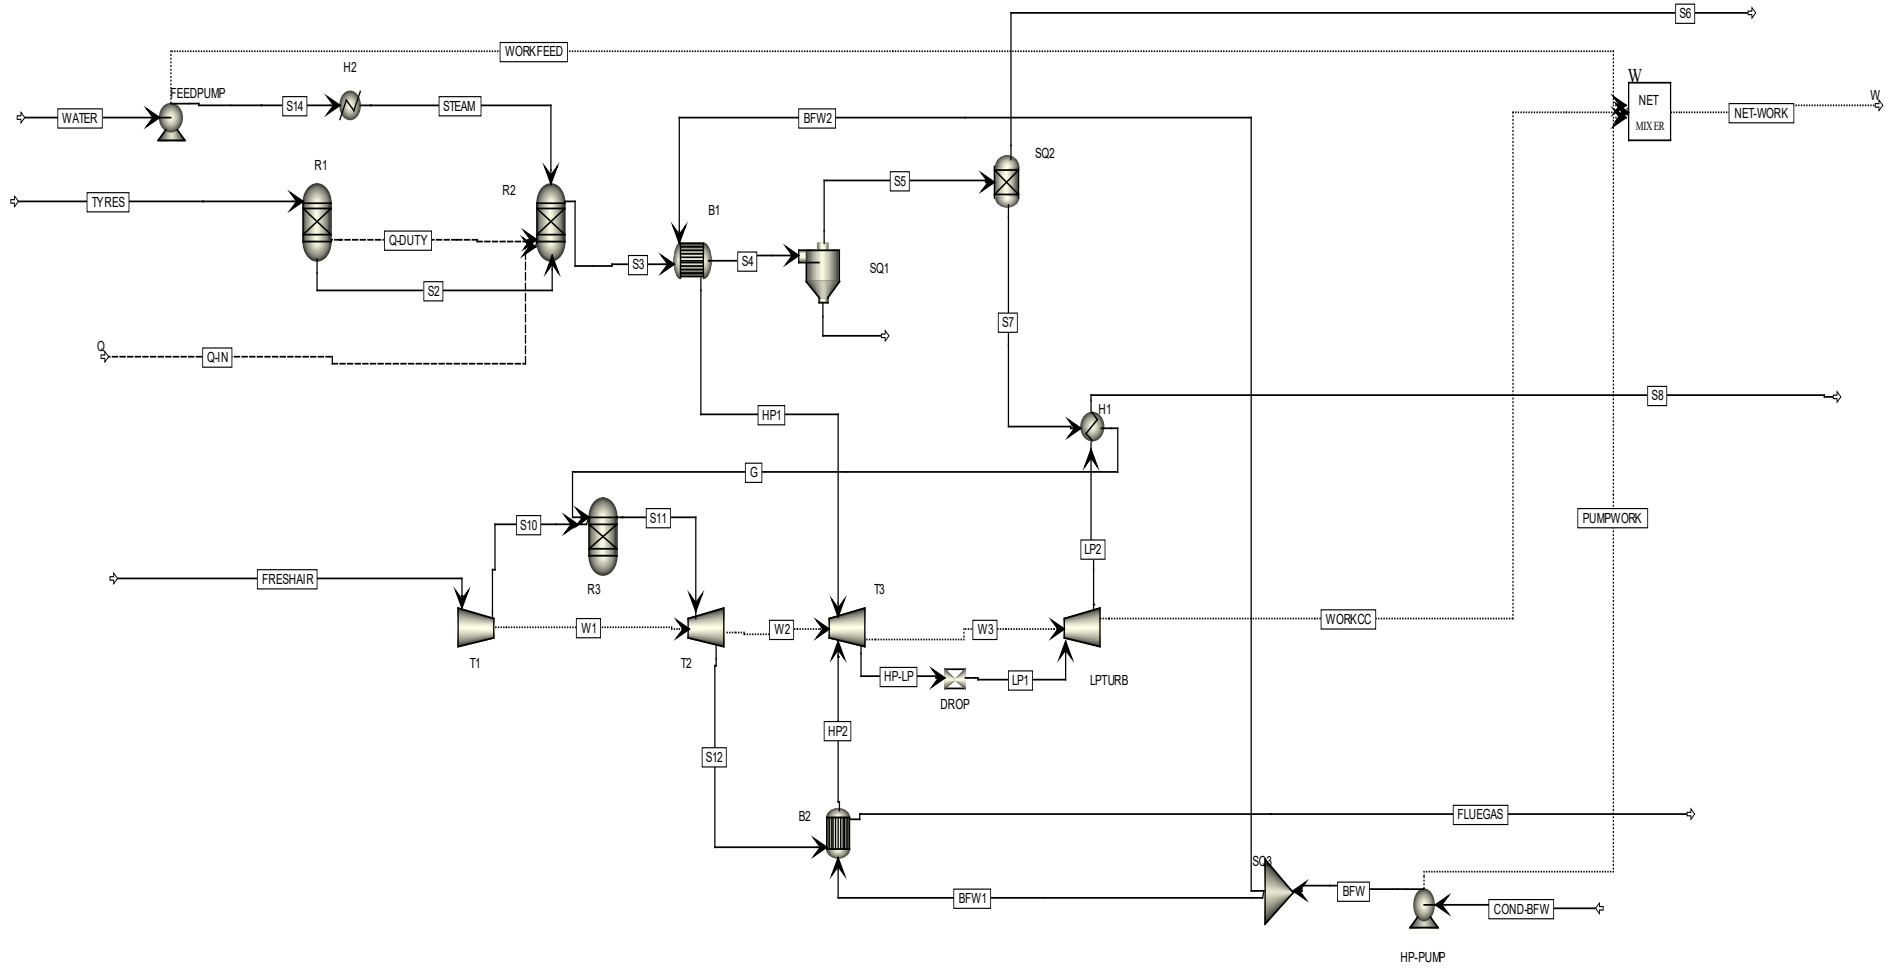 S6
WORKFEED
H2
W
FEEDPUMP
S14
STEAM
WATER
BFW2
NET
MIXER
NET-WORK
W
SQ2
R1
R2
S5
TYRES
B1
Q-DUTY
S3
S4
SQ1
S2
S7
Q
Q-IN
S8
HP1
H1
G
S10
S11
PUMPWORK
LP2
FRESHAIR
R3
T3
W1
W2
W3
WORKCC
T1
T2
HP-LP
LP1
LPTURB
DROP
HP2
S12
B2
FLUEGAS
SQ3
BFW1
BFW
COND-BFW
HP-PUMP